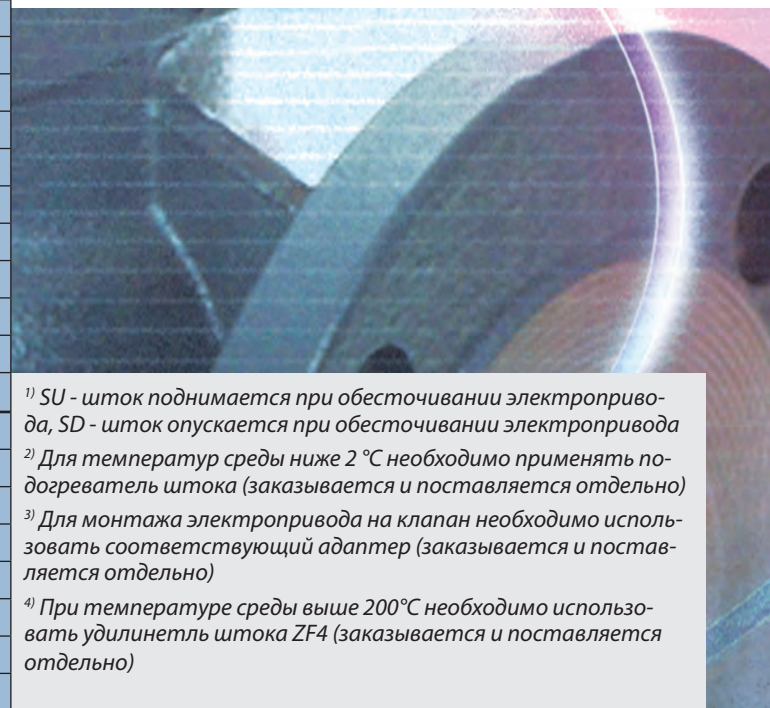 1) SU - шток поднимается при обесточивании электроприво-
да, SD - шток опускается при обесточивании электропривода
2) Для температур среды ниже 2 °C необходимо применять по-
догреватель штока (заказывается и поставляется отдельно)
3) Для монтажа электропривода на клапан необходимо исполь-
зовать соответствующий адаптер (заказывается и постав-
ляется отдельно)
4) При температуре среды выше 200°C необходимо использо-
вать удилинетль штока ZF4 (заказывается и поставляется
отдельно)